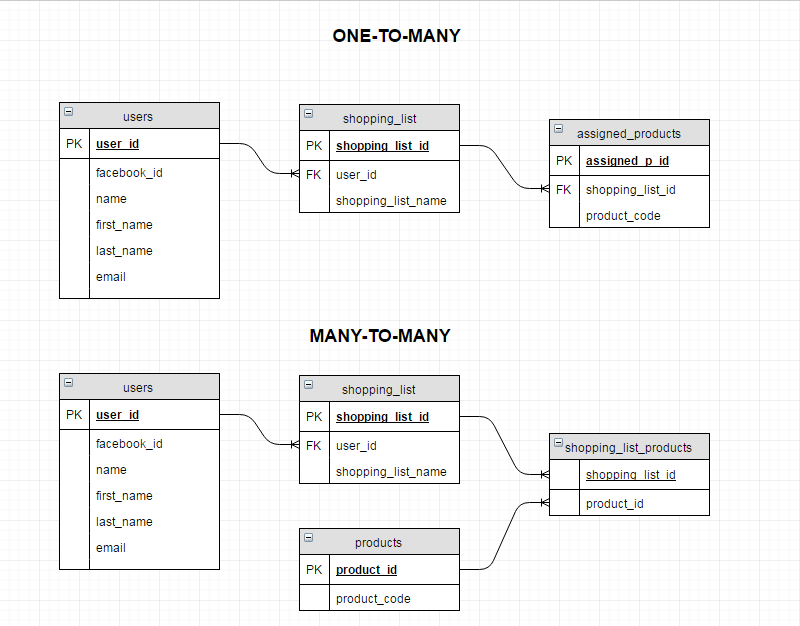 ONE-TO-MANY
users
PK user_id
facebook_id
name
first_name
last_name
email
shopping_list
PK shopping_list_id
FK user_id
shopping_list_name
assigned_products
PK assigned_p_id
FK shopping_list_id
product_code
MANY-TO-MANY
users
PK user_id
facebook_id
name
first_name
last_name
email
shopping_list
PK shopping_list_id
FK user_id
shopping_list_name
products
PK product_id
product_code
shopping_list_products
shopping_list_id
product_id